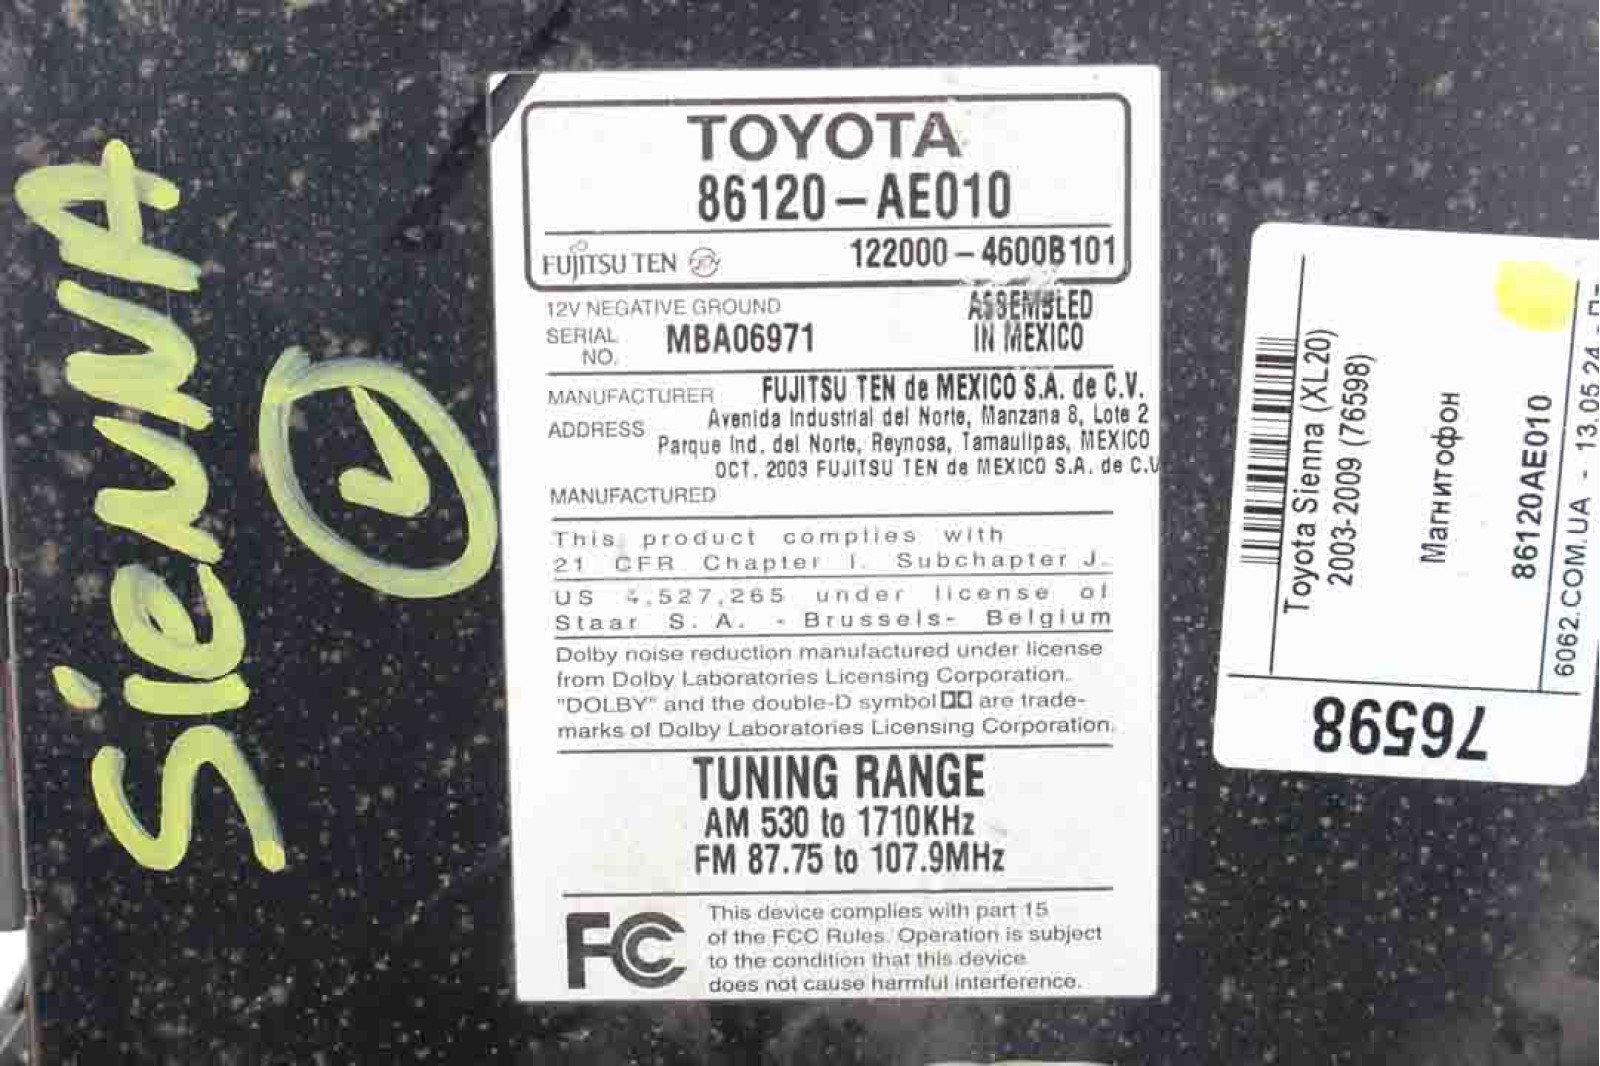 Sienna
TOYOTA
86120-AE010
FUJITSU TEN
122000-4600B101
12V NEGATIVE GROUND
ASSEMBLED
IN MEXICO
SERIAL
NO.
MBA06971
MANUFACTURER FUJITSU TEN de MEXICO S.A. de C.V.
ADDRESS Avenida Industrial del Norte, Manzana 8, Lote 2
Parque Ind. del Norte, Reynosa, Tamaulipas, MEXICO
OCT. 2003 FUJITSU TEN de MEXICO S.A. de C.V
MANUFACTURED
This product complies with
21 CFR Chapter I. Subchapter J.
US 4,527,265 under license of
Staar S. A. - Brussels- Belgium
Dolby noise reduction manufactured under license
from Dolby Laboratories Licensing Corporation.
"DOLBY" and the double-D symbol are trade-
marks of Dolby Laboratories Licensing Corporation.
TUNING RANGE
AM 530 to 1710KHz
FM 87.75 to 107.9MHz
FC
This device complies with part 15
of the FCC Rules. Operation is subject
to the condition that this device
does not cause harmful interference.
Toyota Sienna (XL20)
2003-2009 (76598)
Магнитофон
86120AE010
6062.COM.UA - 13.05.24 -
76598